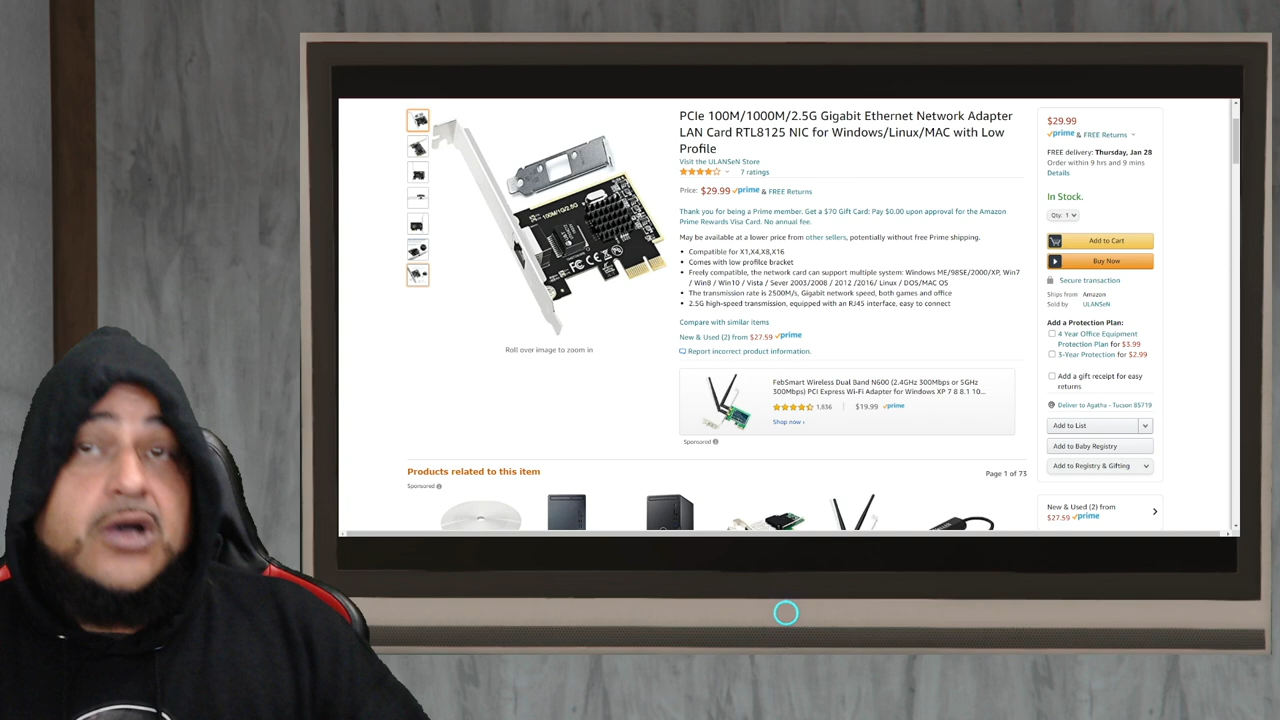 PCIe 100M/1000M/2.5G Gigabit Ethernet Network Adapter
LAN Card RTL8125 NIC for Windows/Linux/MAC with Low
Profile
Visit the ULANSeN Store
7 ratings
Price: $29.99 prime & FREE Returns
Thank you for being a Prime member. Get a $70 Gift Card: Pay $0.00 upon approval for the Amazon
Prime Rewards Visa Card. No annual fee.
May be available at a lower price from other sellers, potentially without free Prime shipping.
• Compatible for X1,X4,X8,X16
• Comes with low profilce bracket
• Freely compatible, the network card can support multiple system: Windows ME/98SE/2000/XP, Win7
/ Win8 / Win10 / Vista / Sever 2003/2008 / 2012 /2016/ Linux / DOS/MAC OS
• The transmission rate is 2500M/s, Gigabit network speed, both games and office
• 2.5G high-speed transmission, equipped with an RJ45 interface, easy to connect
Compare with similar items
New & Used (2) from $27.59 prime
Report incorrect product information.
100M/1G/2.5G
CE FC
Roll over image to zoom in
FebSmart Wireless Dual Band N600 (2.4GHz 300Mbps or 5GHz
300Mbps) PCI Express Wi-Fi Adapter for Windows XP 7 8 8.1 10...
1,836 $19.99 prime
Shop now ›
Sponsored
Products related to this item
Page 1 of 73
Sponsored
$29.99
prime & FREE Returns
FREE delivery: Thursday, Jan 28
Order within 9 hrs and 9 mins
Details
In Stock.
Qty: 1
Add to Cart
Buy Now
Secure transaction
Ships from Amazon
Sold by ULANSeN
Add a Protection Plan:
4 Year Office Equipment
Protection Plan for $3.99
3-Year Protection for $2.99
Add a gift receipt for easy
returns
Deliver to Agatha - Tucson 85719
Add to List
Add to Baby Registry
Add to Registry & Gifting
New & Used (2) from
$27.59 prime